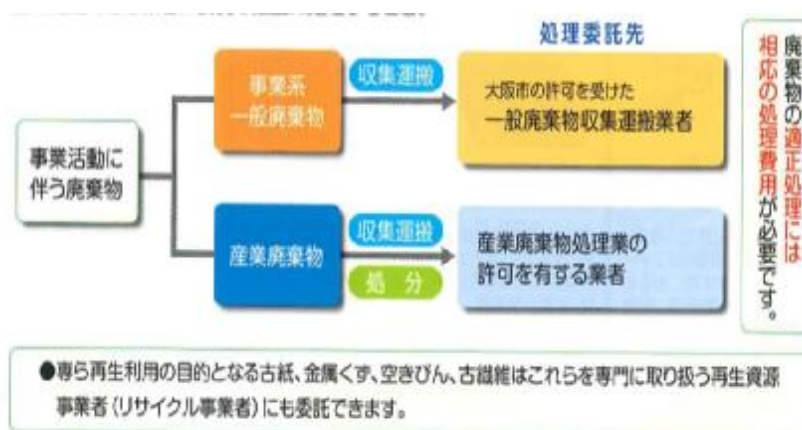 処理委託先
事業活動に
伴う廃棄物
事業系
一般廃棄物
収集運搬
大阪市の許可を受けた
一般廃棄物収集運搬業者
産業廃棄物
収集運搬
処分
産業廃棄物処理業の
許可を有する業者
廃棄物の適正処理には
相応の処理費用が必要です。
●専ら再生利用の目的となる古紙、金属くず、空きびん、古繊維はこれらを専門に取り扱う再生資源
事業者(リサイクル事業者)にも委託できます。